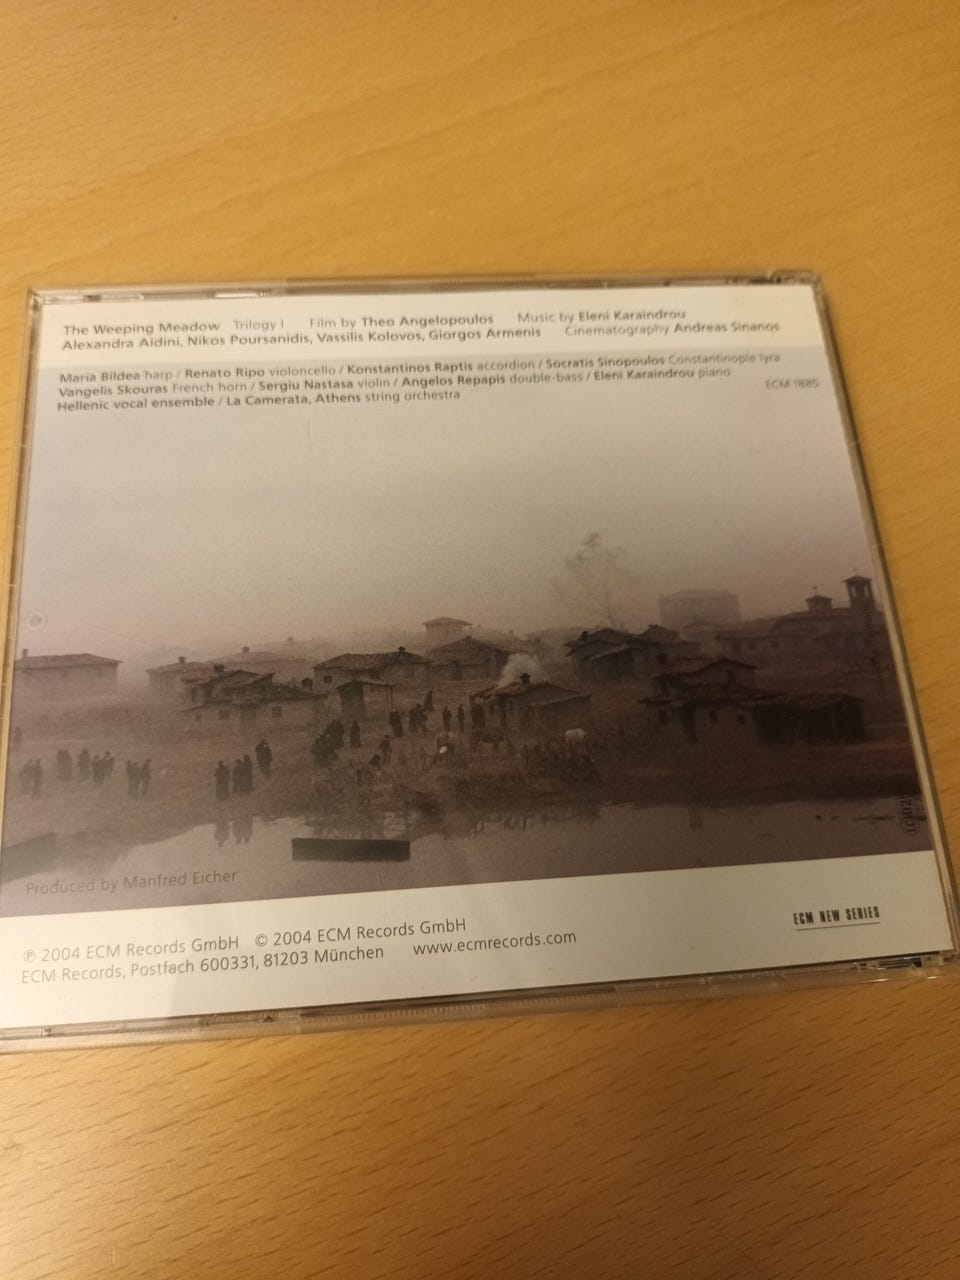 The Weeping Meadow Trilogy I Film by Theo Angelopoulos Music by Eleni Karaindrou
Alexandra Aidini, Nikos Poursanidis, Vassilis Kolovos, Giorgos Armenis Cinematography Andreas Sinanos
Maria Bildea harp / Renato Ripo violoncello / Konstantinos Raptis accordion / Socratis Sinopoulos Constantinople lyra
Vangelis Skouras French horn / Sergiu Nastasa violin / Angelos Repapis double-bass / Eleni Karaindrou piano
Hellenic vocal ensemble / La Camerata, Athens string orchestra
ECM 1885
Produced by Manfred Eicher
℗ 2004 ECM Records GmbH © 2004 ECM Records GmbH
ECM Records, Postfach 600331, 81203 München www.ecmrecords.com
ECM NEW SERIES